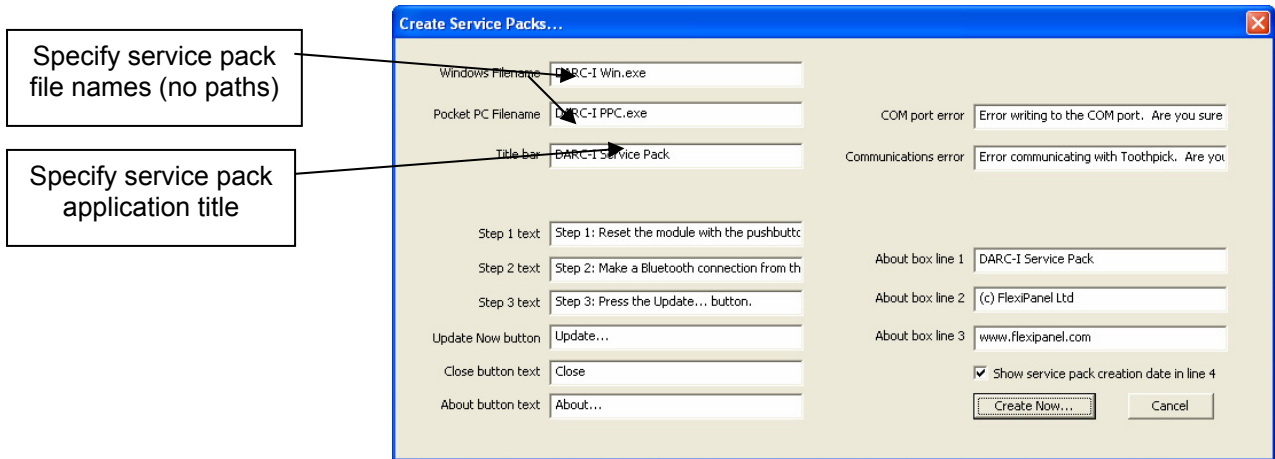 Create Service Packs...
Specify service pack
file names (no paths)
Specify service pack
application title
Windows Filename DARC-I Win.exe
Pocket PC Filename DARC-I PPC.exe
Title bar DARC-I Service Pack
COM port error Error writing to the COM port. Are you sure
Communications error Error communicating with Toothpick. Are you
Step 1 text Step 1: Reset the module with the pushbutto
Step 2 text Step 2: Make a Bluetooth connection from th
Step 3 text Step 3: Press the Update... button.
Update Now button Update...
Close button text Close
About button text About...
About box line 1 DARC-I Service Pack
About box line 2 (c) FlexiPanel Ltd
About box line 3 www.flexipanel.com
Show service pack creation date in line 4
Create Now... Cancel